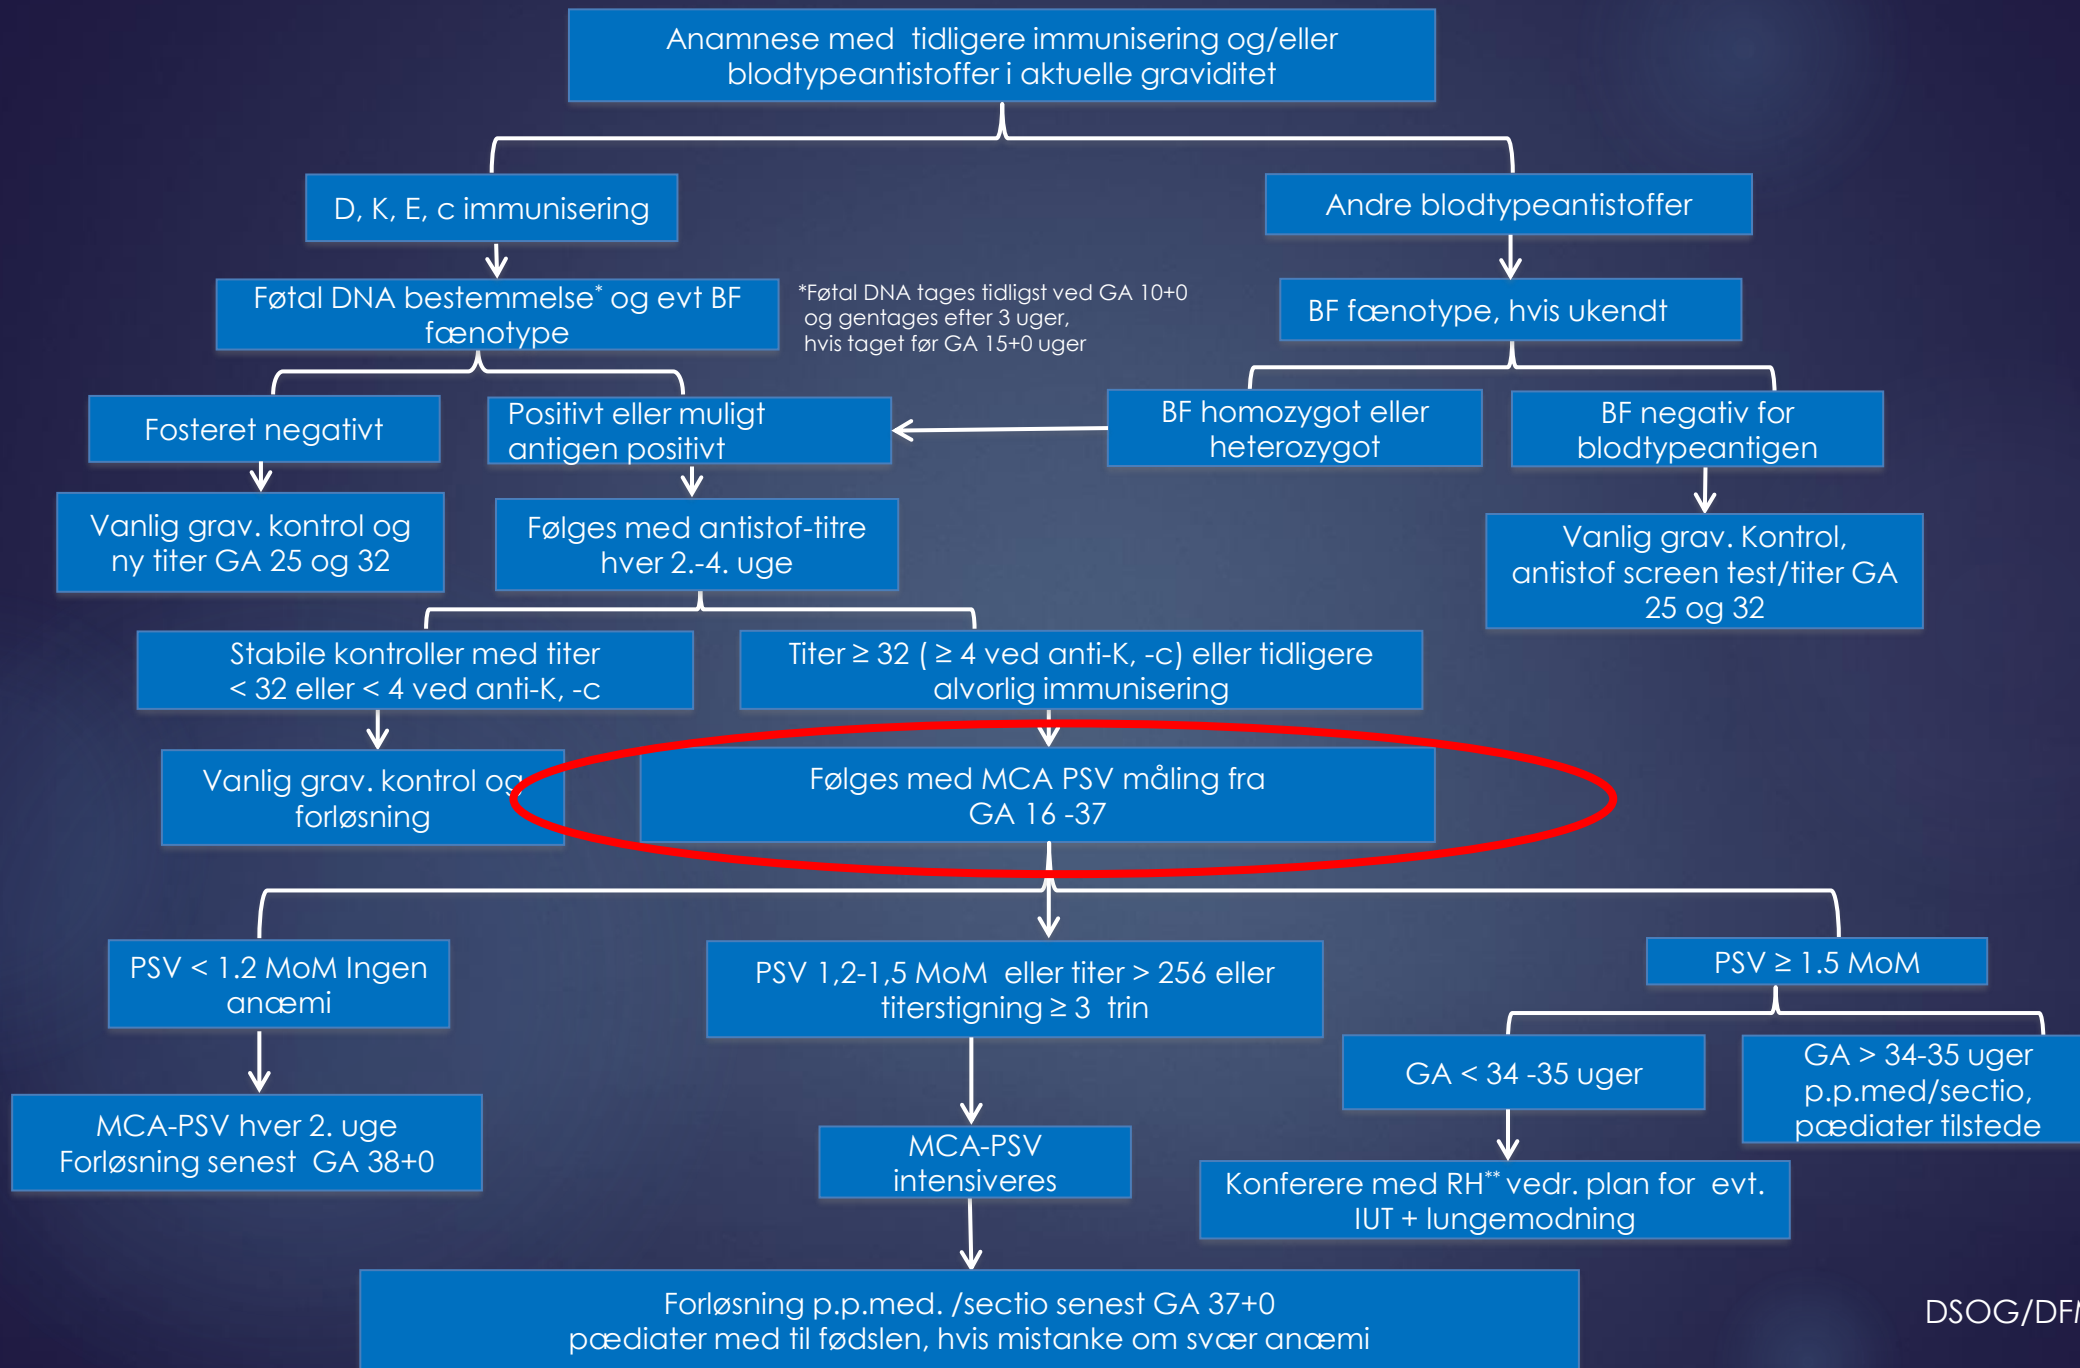 Anamnese med tidligere immunisering og/eller
blodtypeantistoffer i aktuelle graviditet
D, K, E, c immunisering
Andre blodtypeantistoffer
Føtal DNA bestemmelse* og evt BF
fænotype
*Føtal DNA tages tidligst ved GA 10+0
og gentages efter 3 uger,
hvis taget før GA 15+0 uger
BF fænotype, hvis ukendt
Fosteret negativt
Positivt eller muligt
antigen positivt
BF homozygot eller
heterozygot
BF negativ for
blodtypeantigen
Vanlig grav. kontrol og
ny titer GA 25 og 32
Følges med antistof-titre
hver 2.-4. uge
Vanlig grav. Kontrol,
antistof screen test/titer GA
25 og 32
Stabile kontroller med titer
< 32 eller < 4 ved anti-K, -c
Titer ≥ 32 ( ≥ 4 ved anti-K, -c) eller tidligere
alvorlig immunisering
Vanlig grav. kontrol og
forløsning
Følges med MCA PSV måling fra
GA 16 -37
PSV < 1.2 MoM Ingen
anæmi
PSV 1,2-1,5 MoM eller titer > 256 eller
titerstigning ≥ 3 trin
PSV ≥ 1.5 MoM
GA < 34 -35 uger
GA > 34-35 uger
p.p.med/sectio,
pædiater tilstede
MCA-PSV hver 2. uge
Forløsning senest GA 38+0
MCA-PSV
intensiveres
Konferere med RH** vedr. plan for evt.
IUT + lungemodning
Forløsning p.p.med. /sectio senest GA 37+0
pædiater med til fødslen, hvis mistanke om svær anæmi
DSOG/DFM